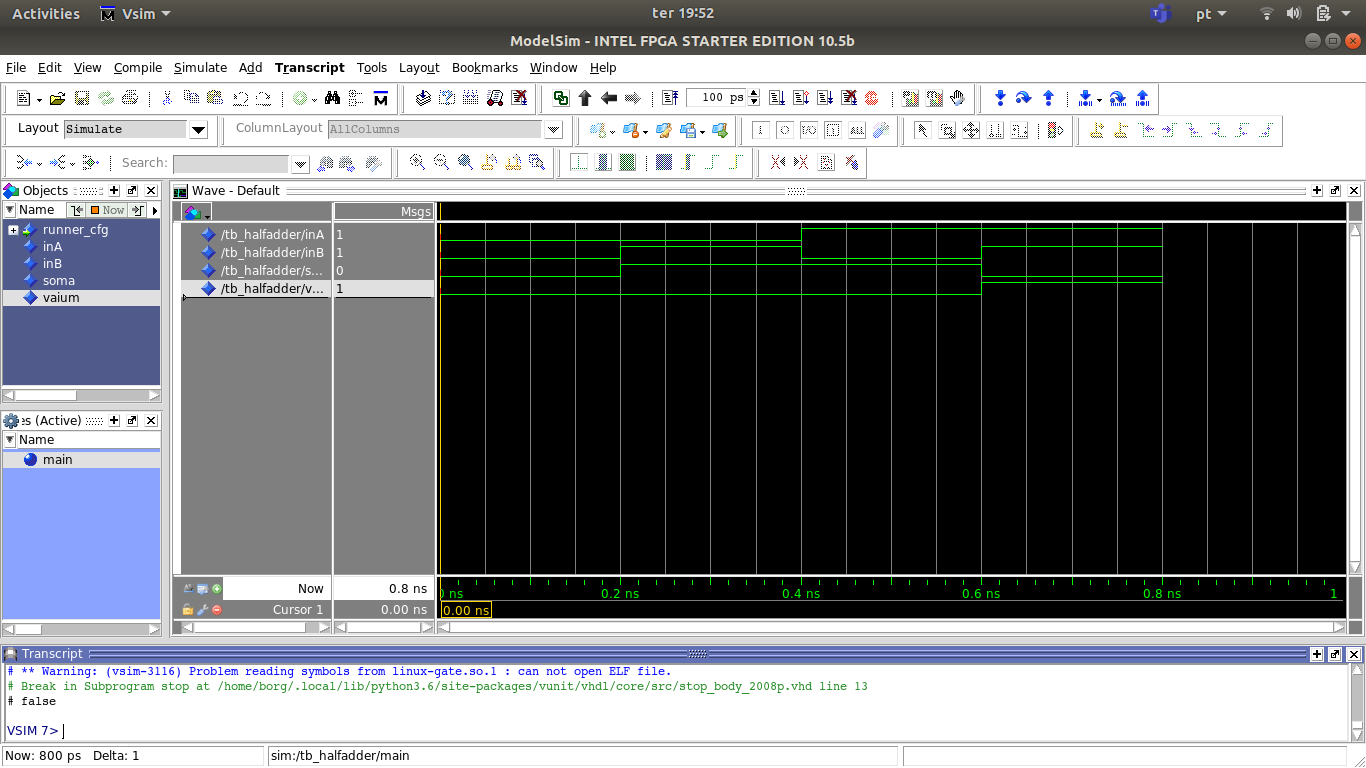 Activities Vsim ter 19:52 pt
ModelSim - INTEL FPGA STARTER EDITION 10.5b
File Edit View Compile Simulate Add Transcript Tools Layout Bookmarks Window Help
100 ps
Layout Simulate ColumnLayout AllColumns ALL
Search:
Objects
Name Now
runner_cfg
inA
inB
soma
vaium
es (Active)
Name
main
Wave - Default
Msgs
/tb_halfadder/inA 1
/tb_halfadder/inB 1
/tb_halfadder/s... 0
/tb_halfadder/v... 1
Now 0.8 ns
Cursor 1 0.00 ns
ns 0.2 ns 0.4 ns 0.6 ns 0.8 ns 1
0.00 ns
Transcript
# ** Warning: (vsim-3116) Problem reading symbols from linux-gate.so.1 : can not open ELF file.
# Break in Subprogram stop at /home/borg/.local/lib/python3.6/site-packages/vunit/vhdl/core/src/stop_body_2008p.vhd line 13
# false
VSIM 7>
Now: 800 ps Delta: 1 sim:/tb_halfadder/main